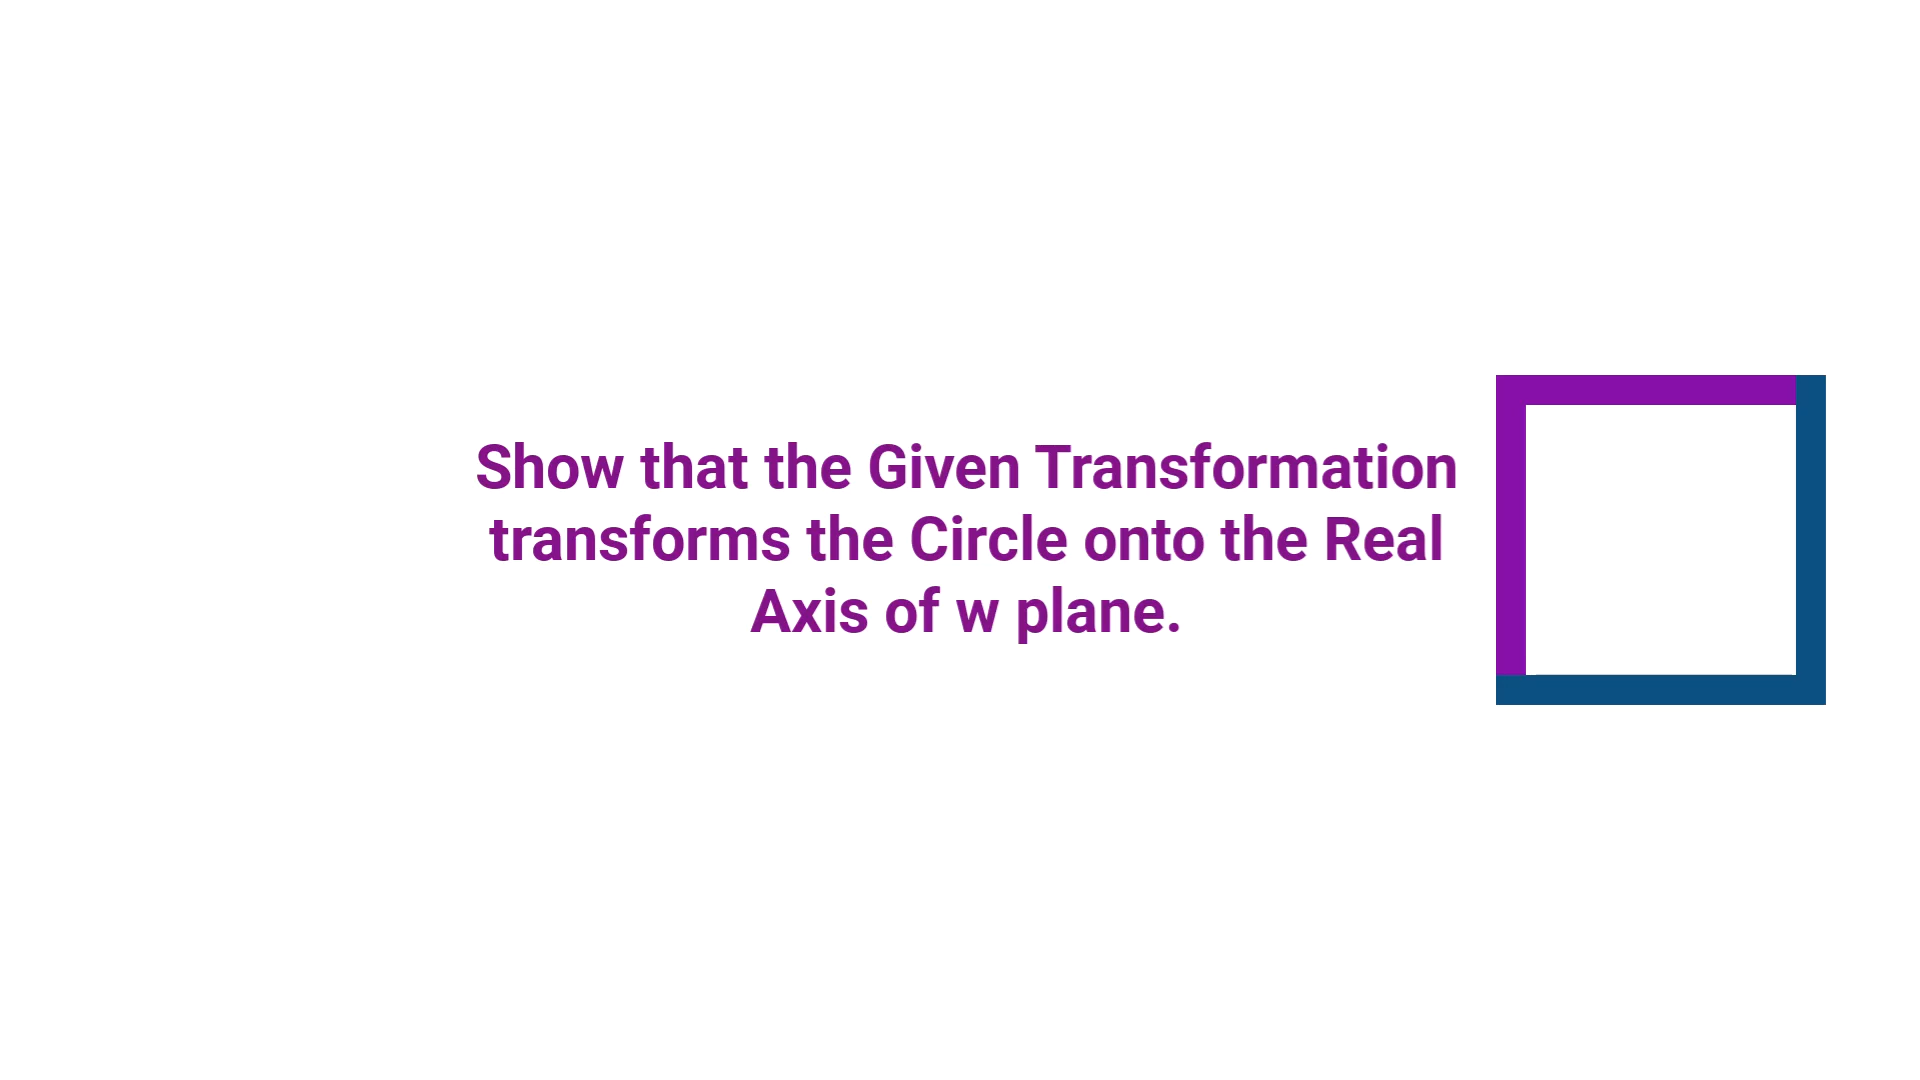 Show that the Given Transformation
transforms the Circle onto the Real
Axis of w plane.